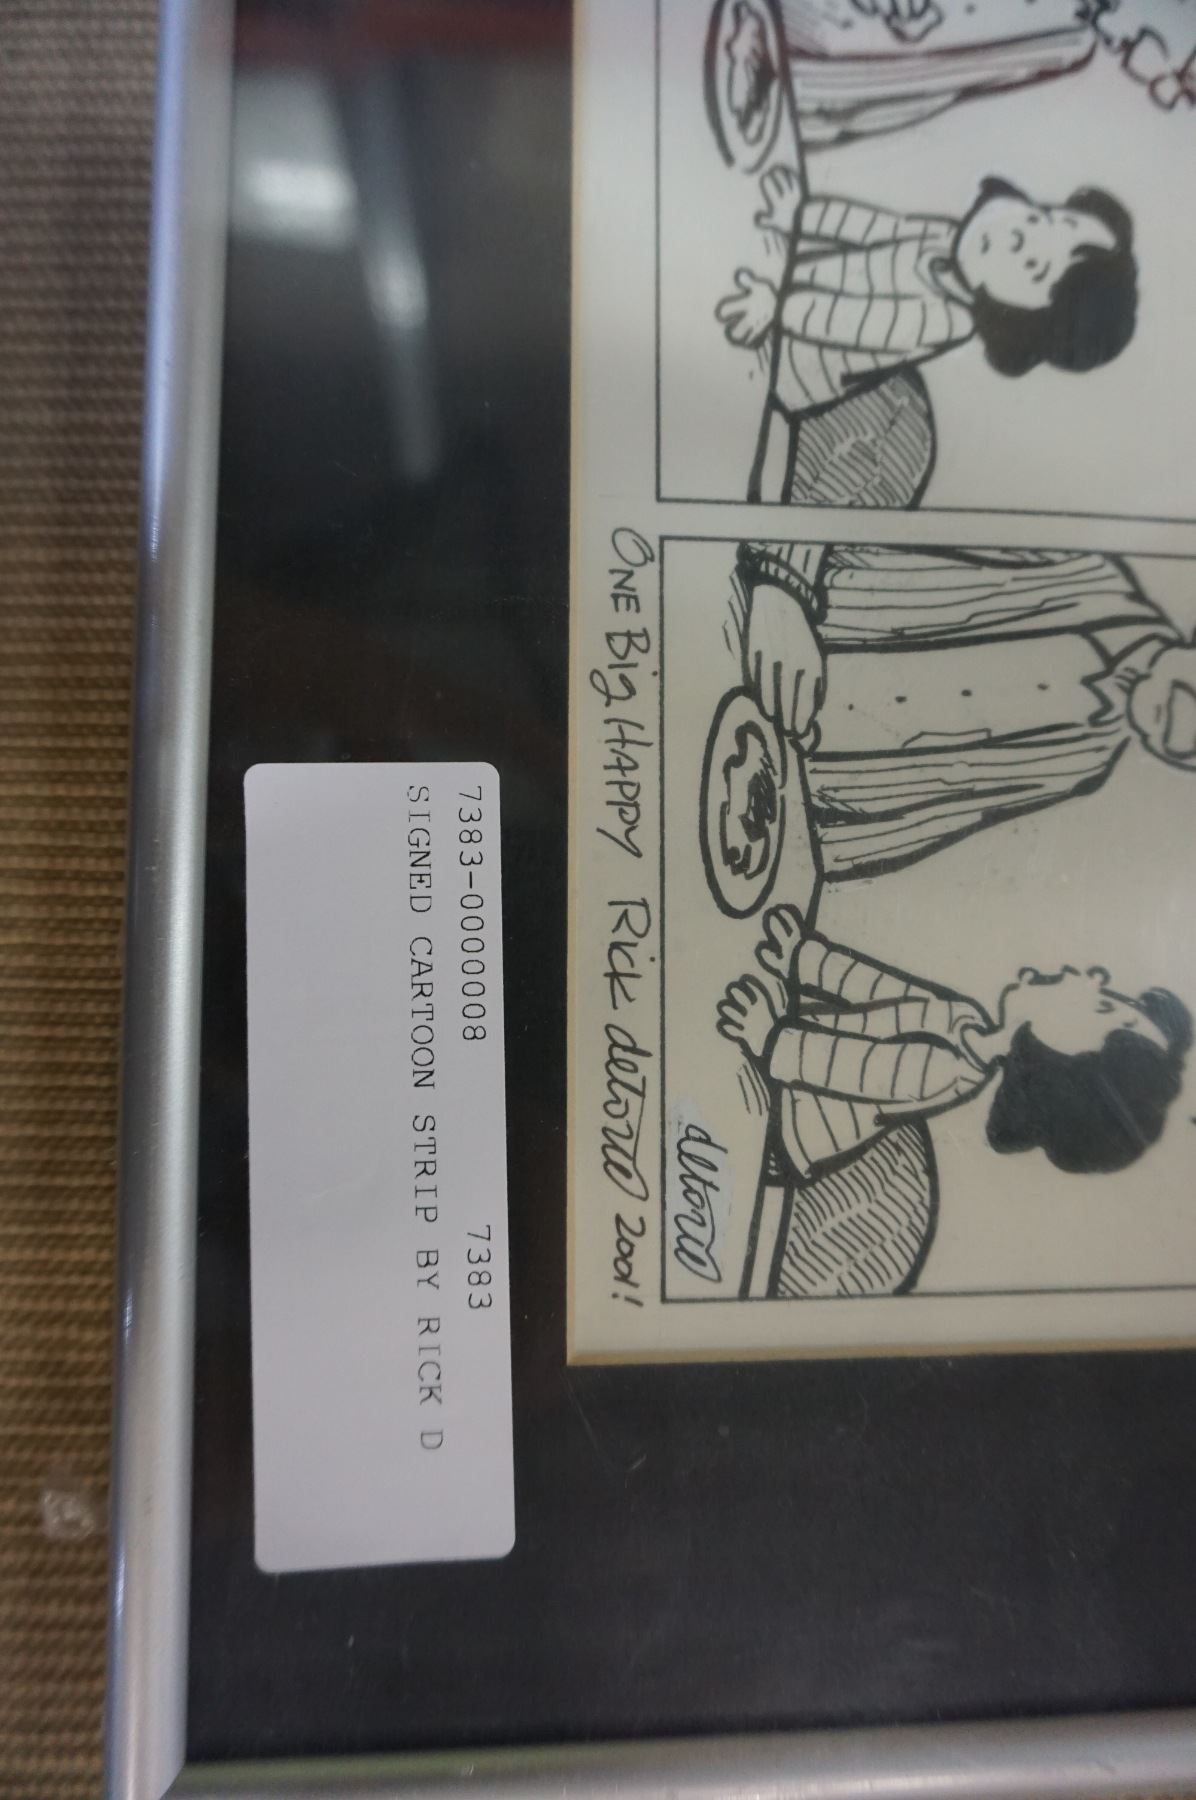 ONE Big HAPPY Rick detorie 2001!
detorie
7383-0000008 7383
SIGNED CARTOON STRIP BY RICK D